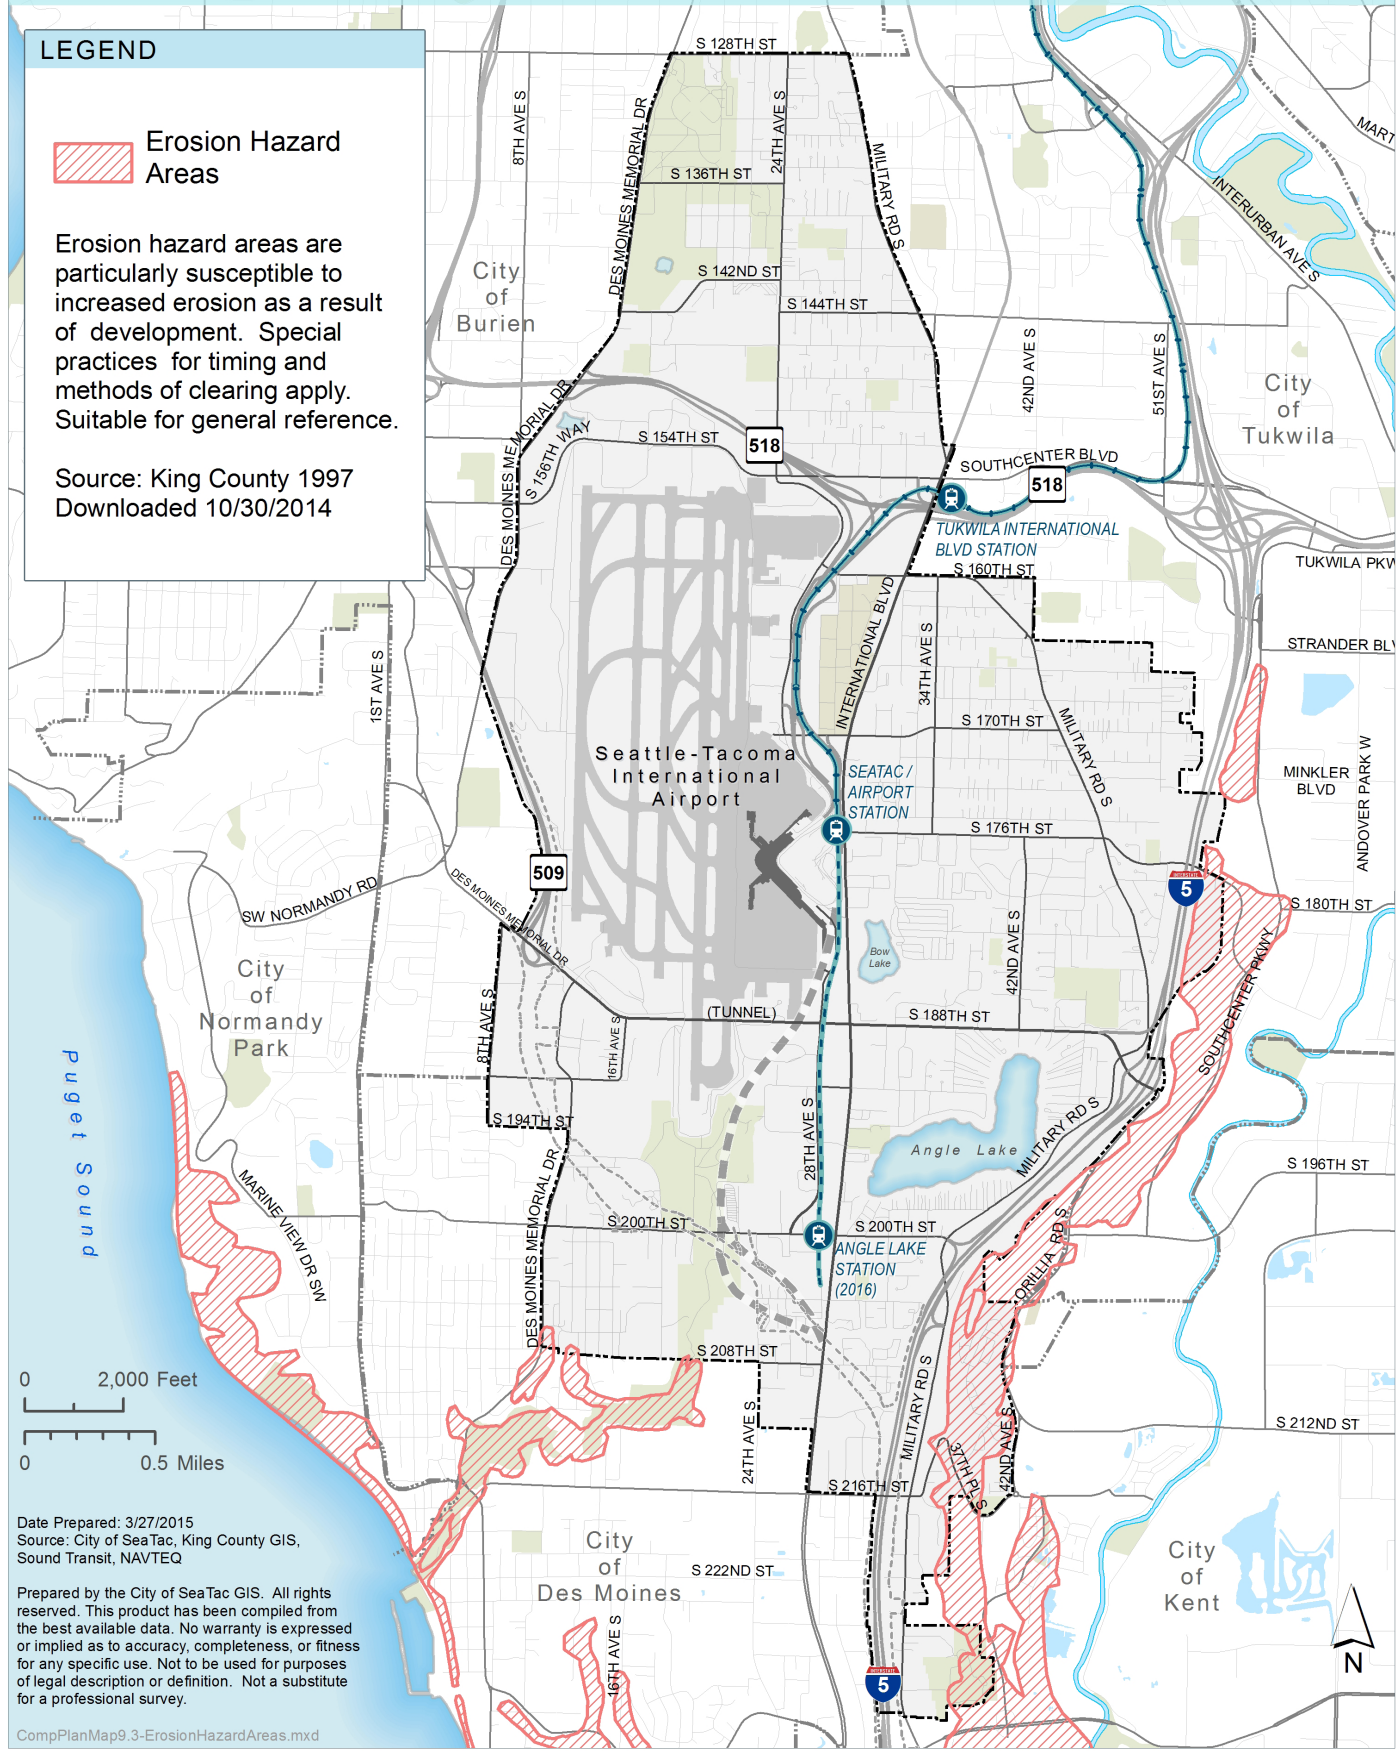 LEGEND
Erosion Hazard
Areas
Erosion hazard areas are
particularly susceptible to
increased erosion as a result
of  development.  Special
practices  for timing and
methods of clearing apply.
Suitable for general reference.
Source: King County 1997
Downloaded 10/30/2014
S 128TH ST
8TH AVE S
DES MOINES MEMORIAL DR
24TH AVE S
MILITARY RD S
S 136TH ST
INTERURBAN AVE S
City
of
Burien
S 142ND ST
S 144TH ST
42ND AVE S
51ST AVE S
City
of
Tukwila
DES MOINES MEMORIAL DR
S 156TH WAY
S 154TH ST
518
SOUTHCENTER BLVD
518
TUKWILA INTERNATIONAL
BLVD STATION
S 160TH ST
TUKWILA PKW
STRANDER BLV
1ST AVE S
INTERNATIONAL BLVD
34TH AVE S
S 170TH ST
MILITARY RD S
Seattle-Tacoma
International
Airport
SEATAC /
AIRPORT
STATION
MINKLER
BLVD
ANDOVER PARK W
S 176TH ST
509
DES MOINES MEMORIAL DR
SW NORMANDY RD
INTERSTATE
5
S 180TH ST
Bow
Lake
42ND AVE S
SOUTHCENTER PKWY
City
of
Normandy
Park
8TH AVE S
16TH AVE S
(TUNNEL)
S 188TH ST
Puget Sound
S 194TH ST
28TH AVE S
Angle Lake
MILITARY RD S
S 196TH ST
MARINE VIEW DR SW
DES MOINES MEMORIAL DR
S 200TH ST
S 200TH ST
ANGLE LAKE
STATION
(2016)
ORILLIA RD S
S 208TH ST
MILITARY RD S
24TH AVE S
S 212ND ST
42ND AVE S
37TH PL S
S 216TH ST
0 2,000 Feet
0 0.5 Miles
City
of
Des Moines
S 222ND ST
16TH AVE S
City
of
Kent
INTERSTATE
5
N
MART
Date Prepared: 3/27/2015
Source: City of SeaTac, King County GIS,
Sound Transit, NAVTEQ
Prepared by the City of SeaTac GIS.  All rights
reserved. This product has been compiled from
the best available data. No warranty is expressed
or implied as to accuracy, completeness, or fitness
for any specific use. Not to be used for purposes
of legal description or definition.  Not a substitute
for a professional survey.
CompPlanMap9.3-ErosionHazardAreas.mxd